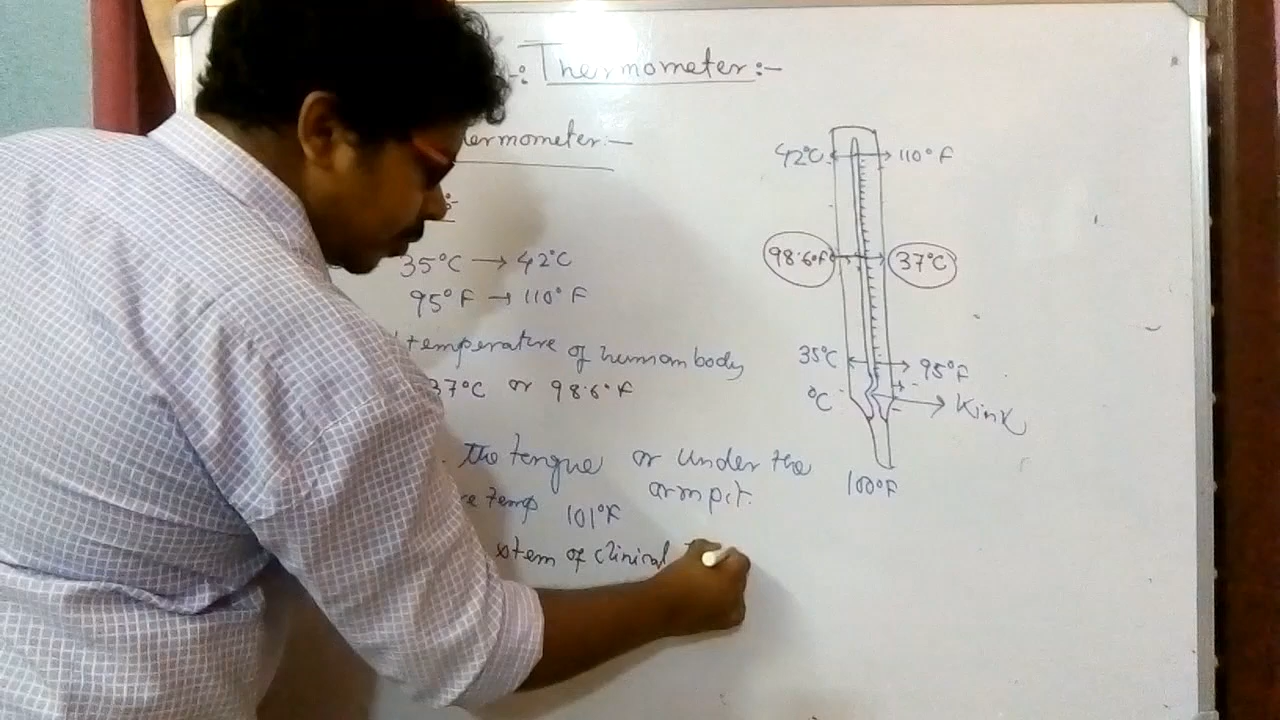 -: Thermometer :-
ermometer:-
:-
35°C → 42°C
95°F → 110°F
temperature of human body
37°C or 98.6°F
the tongue or under the
armpit.
re temp 101°F
stem of clinical
42°C 110°F
98.6°F 37°C
35°C 95°F
°C Kink
100°F